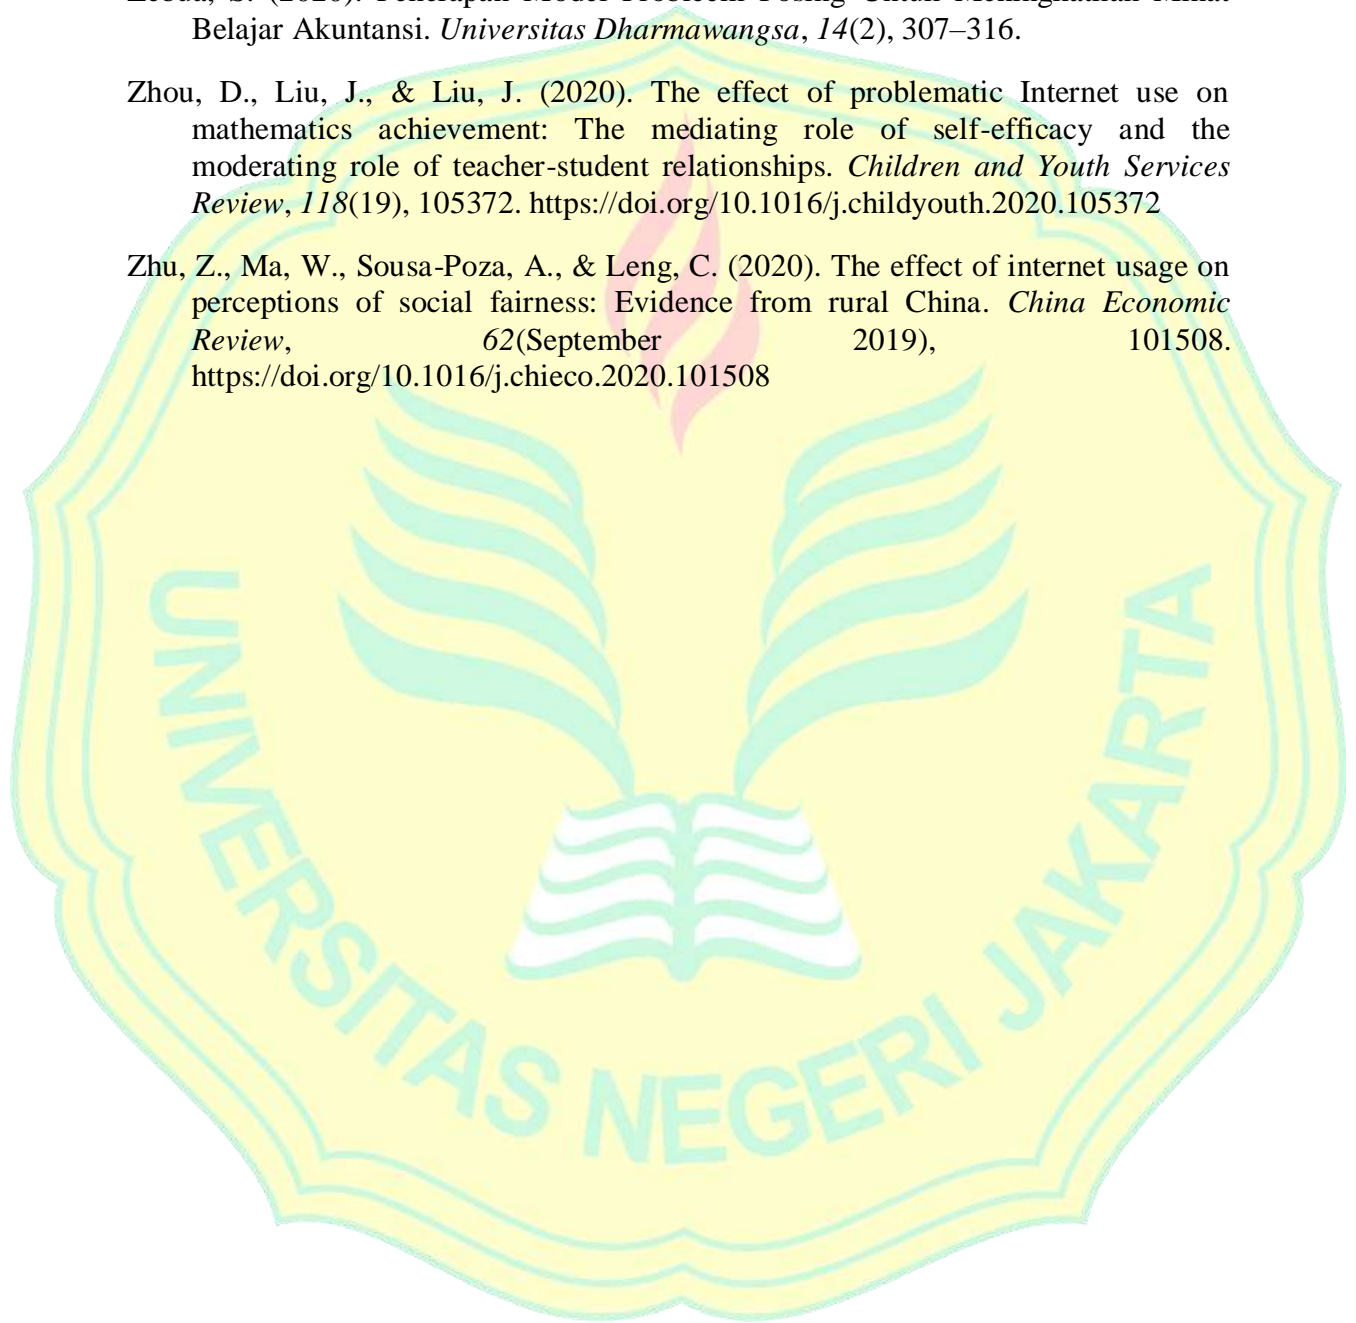 Belajar Akuntansi. Universitas Dharmawangsa, 14(2), 307–316.
Zhou, D., Liu, J., & Liu, J. (2020). The effect of problematic Internet use on
mathematics achievement: The mediating role of self-efficacy and the
moderating role of teacher-student relationships. Children and Youth Services
Review, 118(19), 105372. https://doi.org/10.1016/j.childyouth.2020.105372
Zhu, Z., Ma, W., Sousa-Poza, A., & Leng, C. (2020). The effect of internet usage on
perceptions of social fairness: Evidence from rural China. China Economic
Review, 62(September 2019), 101508.
https://doi.org/10.1016/j.chieco.2020.101508
UNIVERSITAS NEGERI JAKARTA